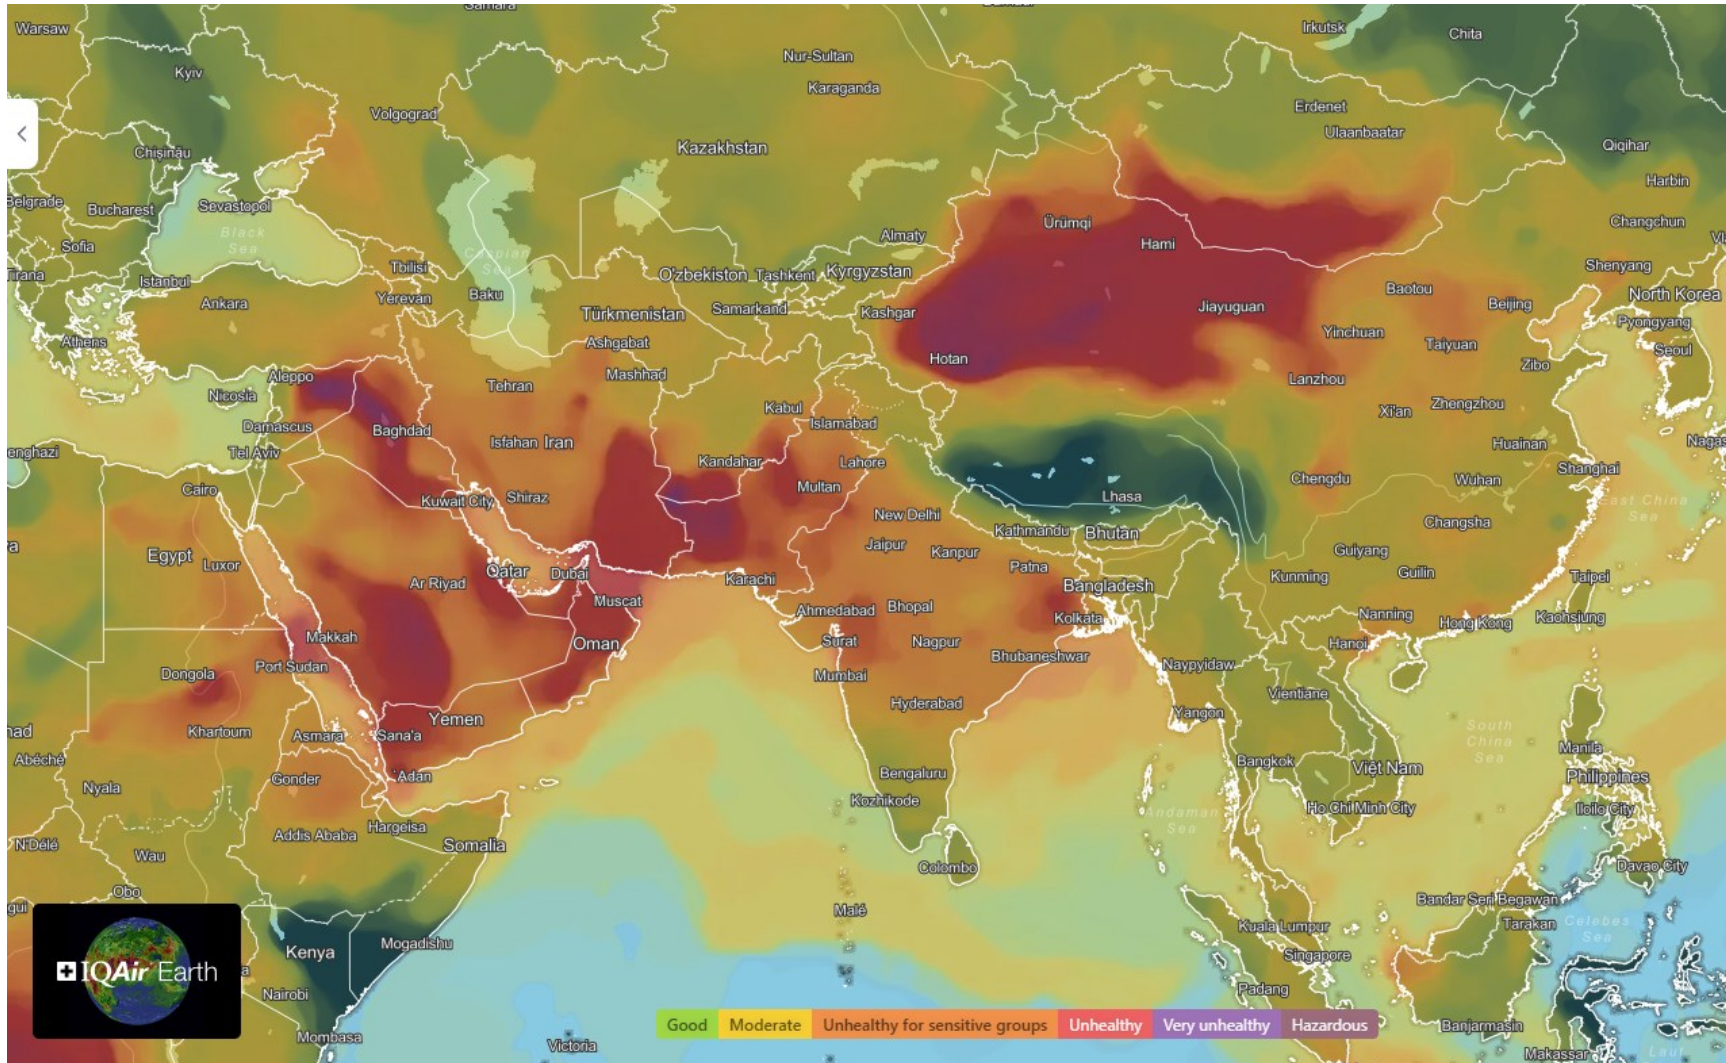 Samara
Warsaw
Irkutsk
Chita
Nur-Sultan
Kyiv
Karaganda
Erdenet
Volgograd
Ulaanbaatar
Kazakhstan
Qiqihar
Chișinău
Harbin
Belgrade
Bucharest
Sevastopol
Changchun
Ürümqi
Black
Sea
Almaty
Hami
Sofia
Caspian
Sea
Tbilisi
Shenyang
Tirana
O'zbekiston
Tashkent
Kyrgyzstan
Istanbul
Baku
Yerevan
Ankara
Baotou
Beijing
North Korea
Türkmenistan
Samarkand
Kashgar
Jiayuguan
Pyongyang
Athens
Ashgabat
Yinchuan
Taiyuan
Seoul
Hotan
Zibo
Aleppo
Tehran
Mashhad
Lanzhou
Nicosia
Kabul
Xi'an
Zhengzhou
Damascus
Baghdad
Islamabad
Isfahan
Iran
Huainan
Tel Aviv
enghazi
Kandahar
Lahore
Shanghai
Cairo
Kuwait City
Shiraz
Multan
Lhasa
Chengdu
Wuhan
East China
Sea
New Delhi
Changsha
Kathmandu
Bhutan
Egypt
Luxor
Jaipur
Kanpur
Guiyang
Qatar
Dubai
Patna
Ar Riyad
Karachi
Bangladesh
Kunming
Guilin
Taipei
Muscat
Ahmedabad
Bhopal
Kolkata
Nanning
Hong Kong
Kaohsiung
Makkah
Oman
Surat
Nagpur
Hanoi
Bhubaneshwar
Port Sudan
Dongola
Mumbai
Naypyidaw
Vientiane
Hyderabad
Yangon
Yemen
Khartoum
Asmara
Sana'a
South
China
Sea
Abéché
Manila
Gonder
'Adan
Bengaluru
Bangkok
Việt Nam
Philippines
Nyala
Kozhikode
Ho Chi Minh City
Iloilo City
Andaman
Sea
Addis Ababa
Hargeisa
Somalia
N'Délé
Wau
Colombo
Davao City
Obo
Malé
Bandar Seri Begawan
Tarakan
Celebes
Sea
Kuala Lumpur
Kenya
Mogadishu
Singapore
IQAir Earth
Nairobi
Padang
Good Moderate Unhealthy for sensitive groups Unhealthy Very unhealthy Hazardous
Mombasa
Victoria
Banjarmasin
Makassar